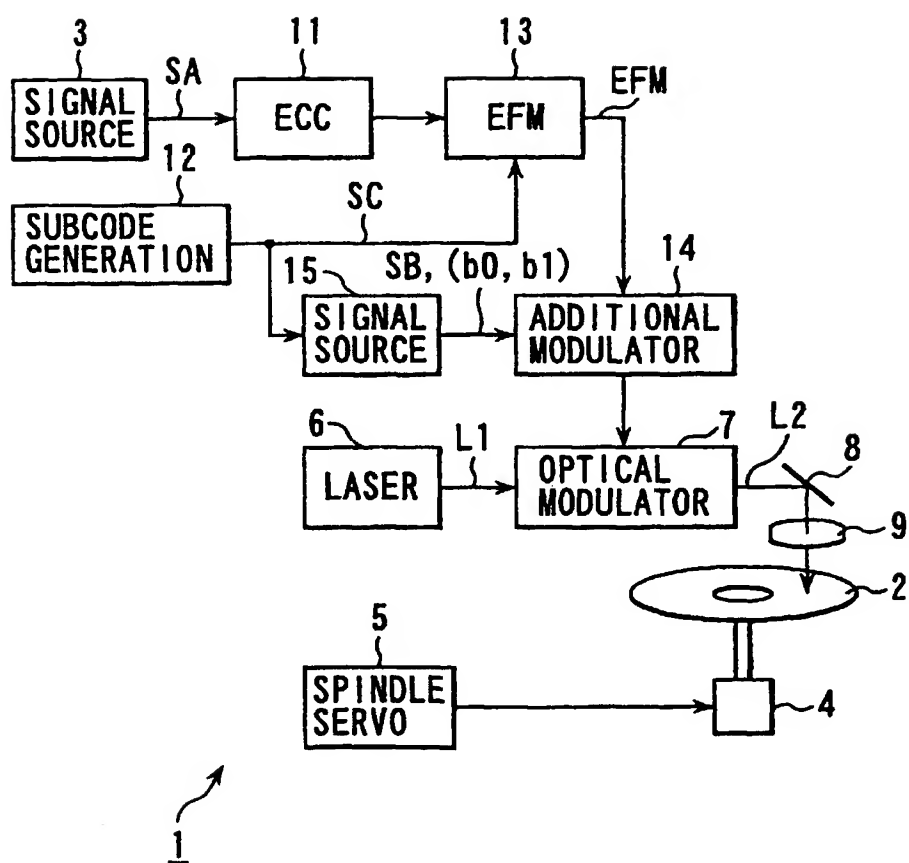 3
11
13
SA
EFM
SIGNAL
SOURCE
ECC
EFM
12
SC
SUBCODE
GENERATION
SB, (b0, b1)
14
15
SIGNAL
SOURCE
ADDITIONAL
MODULATOR
6
L1
7
L2
8
LASER
OPTICAL
MODULATOR
9
2
5
SPINDLE
SERVO
4
1